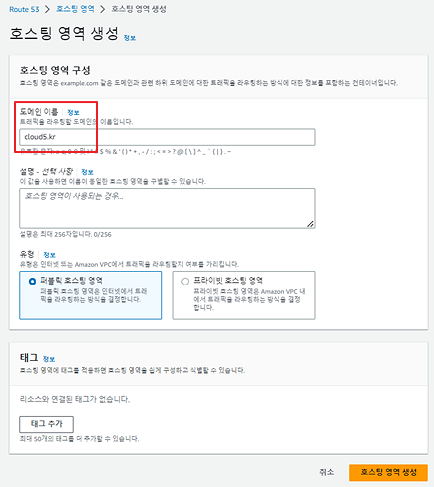 Route 53 > 호스팅 영역 > 호스팅 영역 생성
호스팅 영역 생성 정보
호스팅 영역 구성
호스팅 영역은 example.com 같은 도메인과 관련 하위 도메인에 대한 트래픽을 라우팅하는 방식에 대한 정보를 포함하는 컨테이너입니다.
도메인 이름 정보
트래픽을 라우팅할 도메인의 이름입니다.
cloud5.kr
$ % & ' ( ) * + , - / : ; < = > ? @ [ \ ] ^ _ ` { | } . ~
설명 - 선택 사항 정보
이 값을 사용하면 이름이 동일한 호스팅 영역을 구별할 수 있습니다.
호스팅 영역이 사용되는 경우...
설명은 최대 256자입니다. 0/256
유형 정보
유형은 인터넷 또는 Amazon VPC에서 트래픽을 라우팅할지 여부를 가리킵니다.
퍼블릭 호스팅 영역
퍼블릭 호스팅 영역은 인터넷에서 트래
픽을 라우팅하는 방식을 결정합니다.
프라이빗 호스팅 영역
프라이빗 호스팅 영역은 Amazon VPC 내
에서 트래픽을 라우팅하는 방식을 결정
합니다.
태그 정보
호스팅 영역에 태그를 적용하면 호스팅 영역을 쉽게 구성하고 식별할 수 있습니다.
리소스와 연결된 태그가 없습니다.
태그 추가
최대 50개의 태그를 더 추가할 수 있습니다.
취소
호스팅 영역 생성